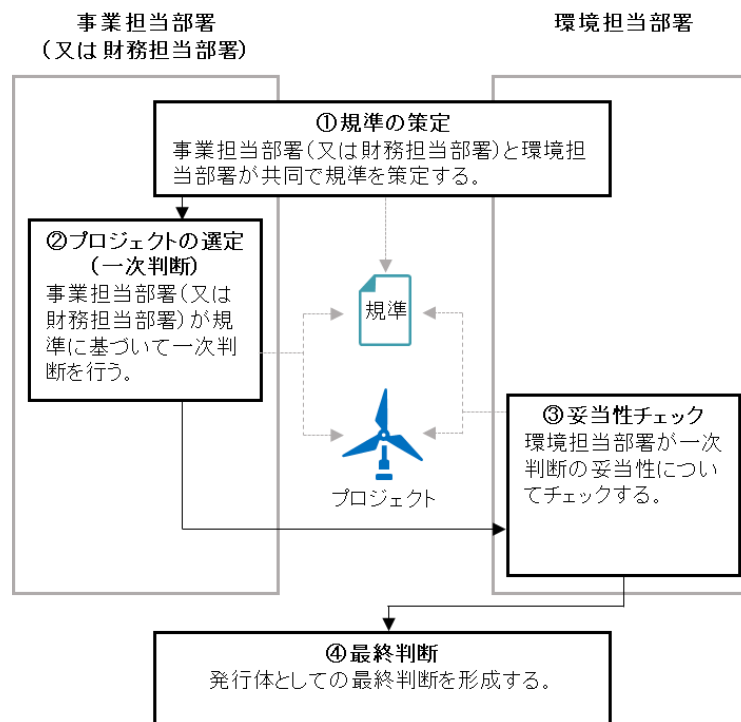 事業担当部署
(又は財務担当部署)
環境担当部署
①規準の策定
事業担当部署(又は財務担当部署)と環境担
当部署が共同で規準を策定する。
②プロジェクトの選定
(一次判断)
事業担当部署(又は
財務担当部署)が規
準に基づいて一次判
断を行う。
規準
プロジェクト
③妥当性チェック
環境担当部署が一次
判断の妥当性につい
てチェックする。
④最終判断
発行体としての最終判断を形成する。